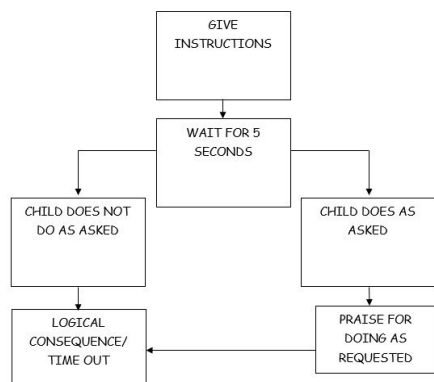 GIVE
INSTRUCTIONS
WAIT FOR 5
SECONDS
CHILD DOES NOT
DO AS ASKED
CHILD DOES AS
ASKED
LOGICAL
CONSEQUENCE/
TIME OUT
PRAISE FOR
DOING AS
REQUESTED